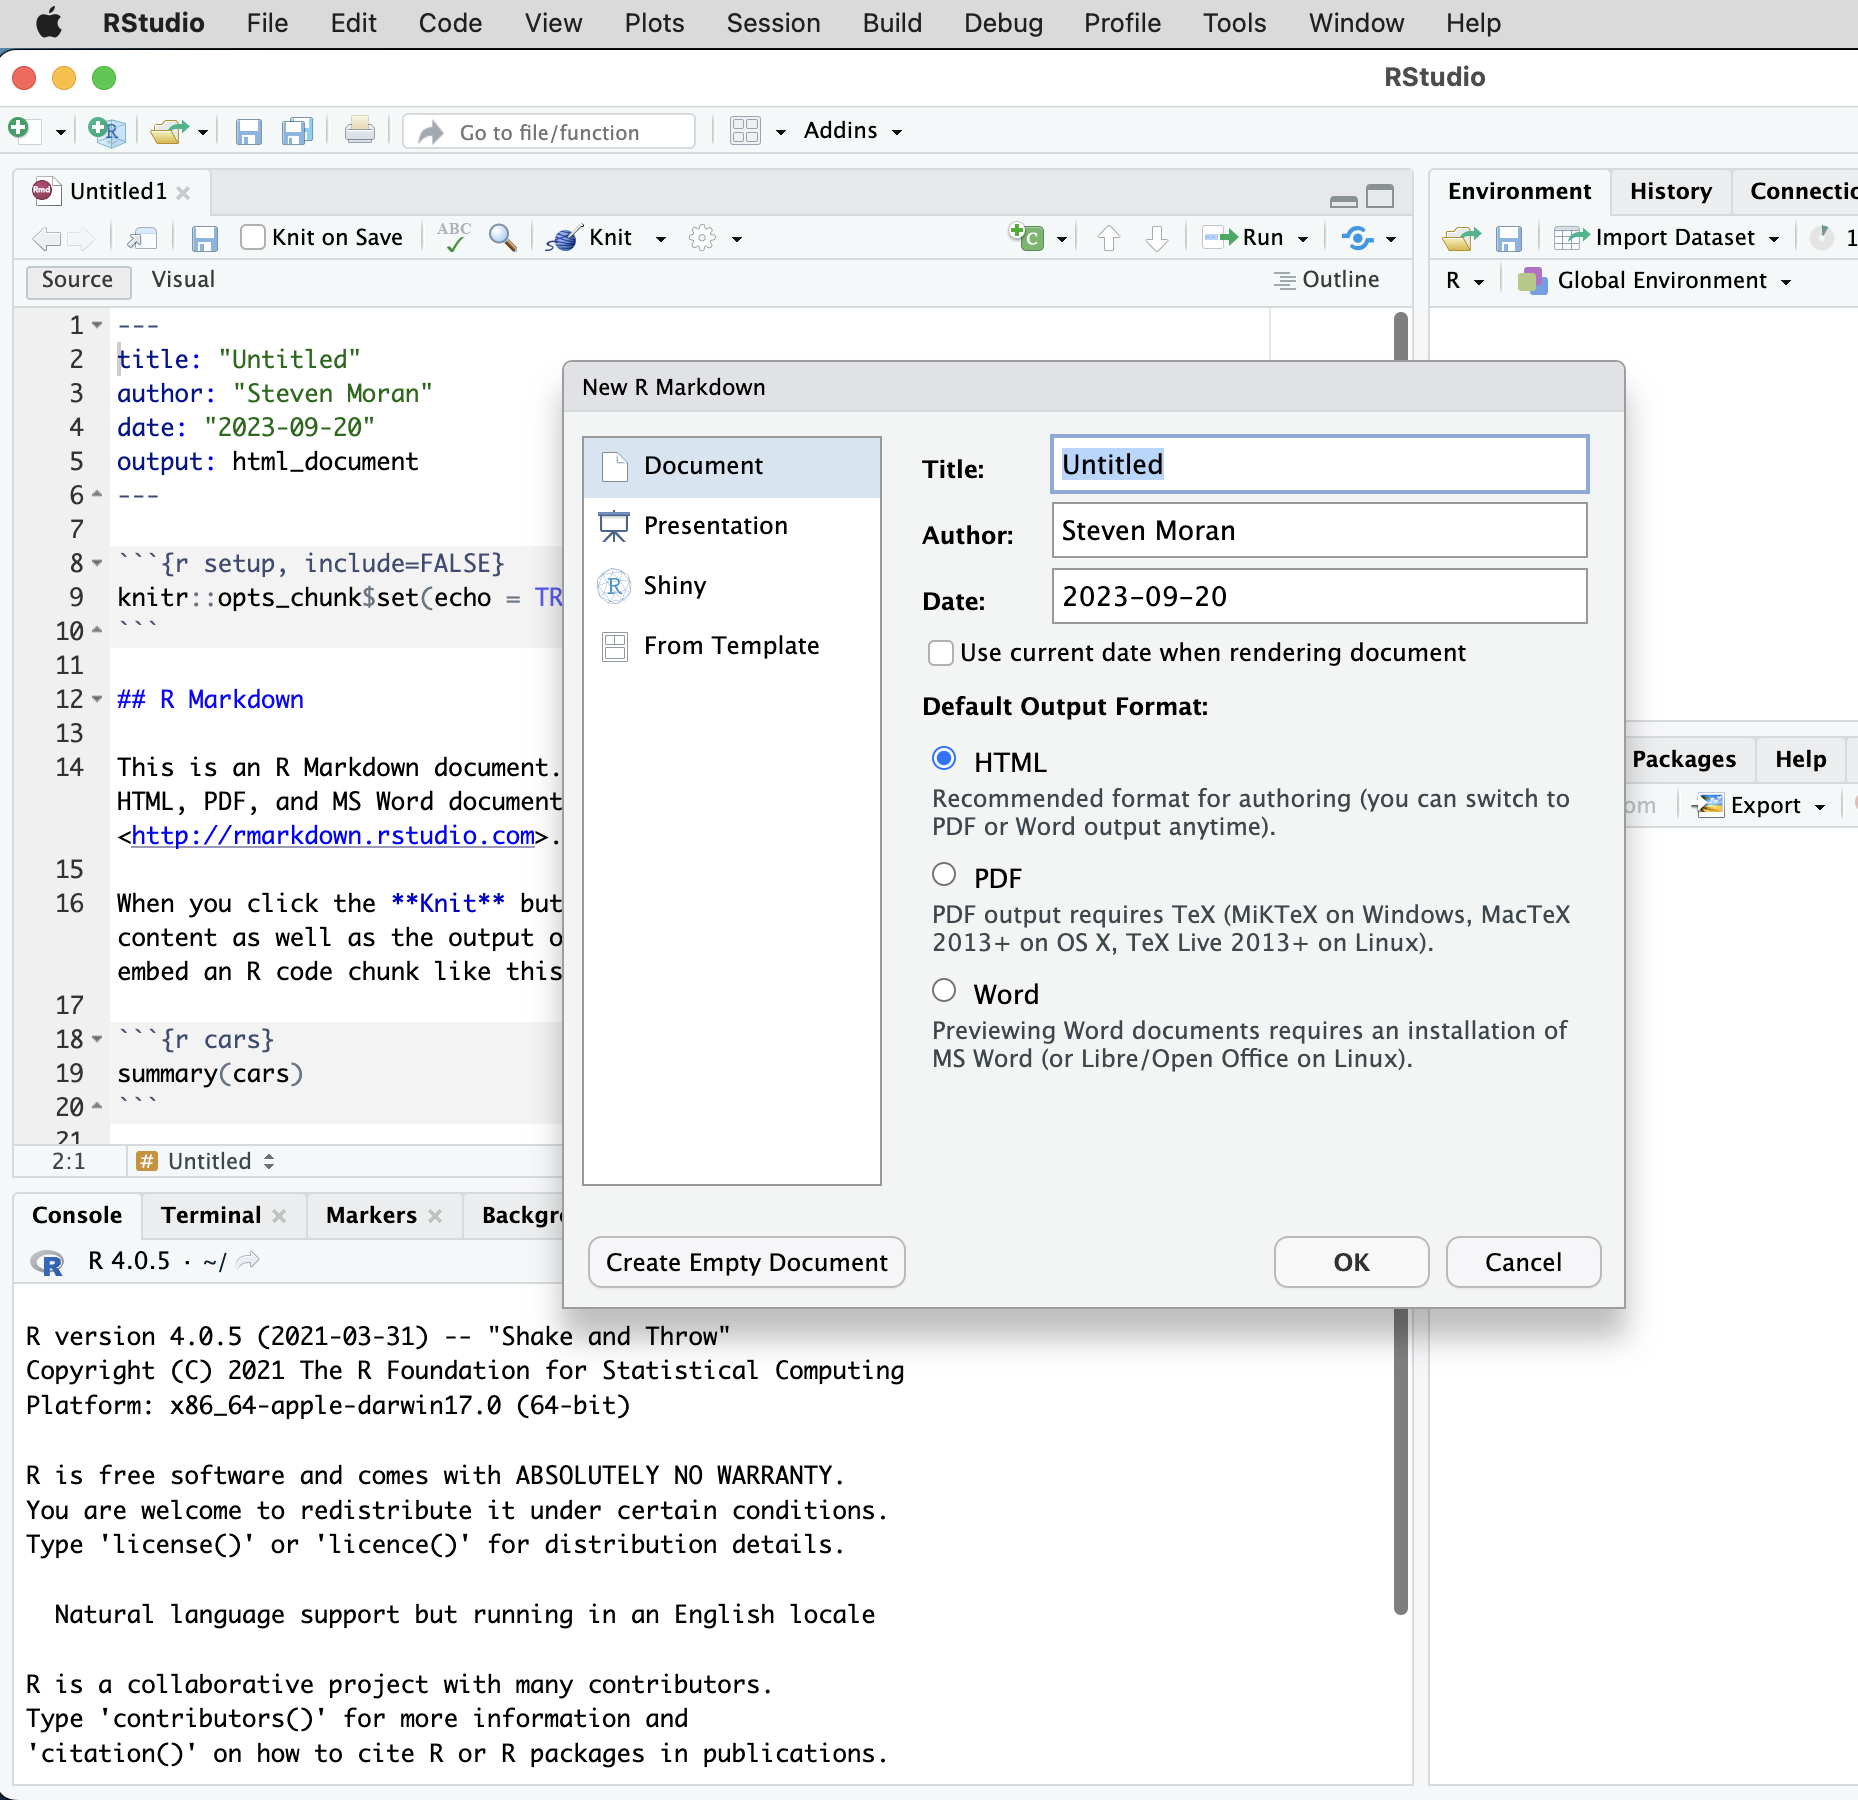 RStudio File Edit Code View Plots Session Build Debug Profile Tools Window Help
RStudio
R Go to file/function Addins
Rmd Untitled1
Knit on Save ABC Knit C Run
Source Visual Outline
1 ---
2 title: "Untitled"
3 author: "Steven Moran"
4 date: "2023-09-20"
5 output: html_document
6 ---
7
8 ```{r setup, include=FALSE}
9 knitr::opts_chunk$set(echo = TR
10 ```
11
12 ## R Markdown
13
14 This is an R Markdown document.
HTML, PDF, and MS Word document
<http://rmarkdown.rstudio.com>.
15
16 When you click the **Knit** but
content as well as the output o
embed an R code chunk like this
17
18 ```{r cars}
19 summary(cars)
20 ```
21
2:1 # Untitled
Environment History Connectio
Import Dataset 1
R Global Environment
Packages Help
om Export
New R Markdown
Document
Presentation
R Shiny
From Template
Title: Untitled
Author: Steven Moran
Date: 2023-09-20
Use current date when rendering document
Default Output Format:
HTML
Recommended format for authoring (you can switch to
PDF or Word output anytime).
PDF
PDF output requires TeX (MiKTeX on Windows, MacTeX
2013+ on OS X, TeX Live 2013+ on Linux).
Word
Previewing Word documents requires an installation of
MS Word (or Libre/Open Office on Linux).
Create Empty Document OK Cancel
Console Terminal Markers Backgr
R R 4.0.5 · ~/
R version 4.0.5 (2021-03-31) -- "Shake and Throw"
Copyright (C) 2021 The R Foundation for Statistical Computing
Platform: x86_64-apple-darwin17.0 (64-bit)
R is free software and comes with ABSOLUTELY NO WARRANTY.
You are welcome to redistribute it under certain conditions.
Type 'license()' or 'licence()' for distribution details.
Natural language support but running in an English locale
R is a collaborative project with many contributors.
Type 'contributors()' for more information and
'citation()' on how to cite R or R packages in publications.